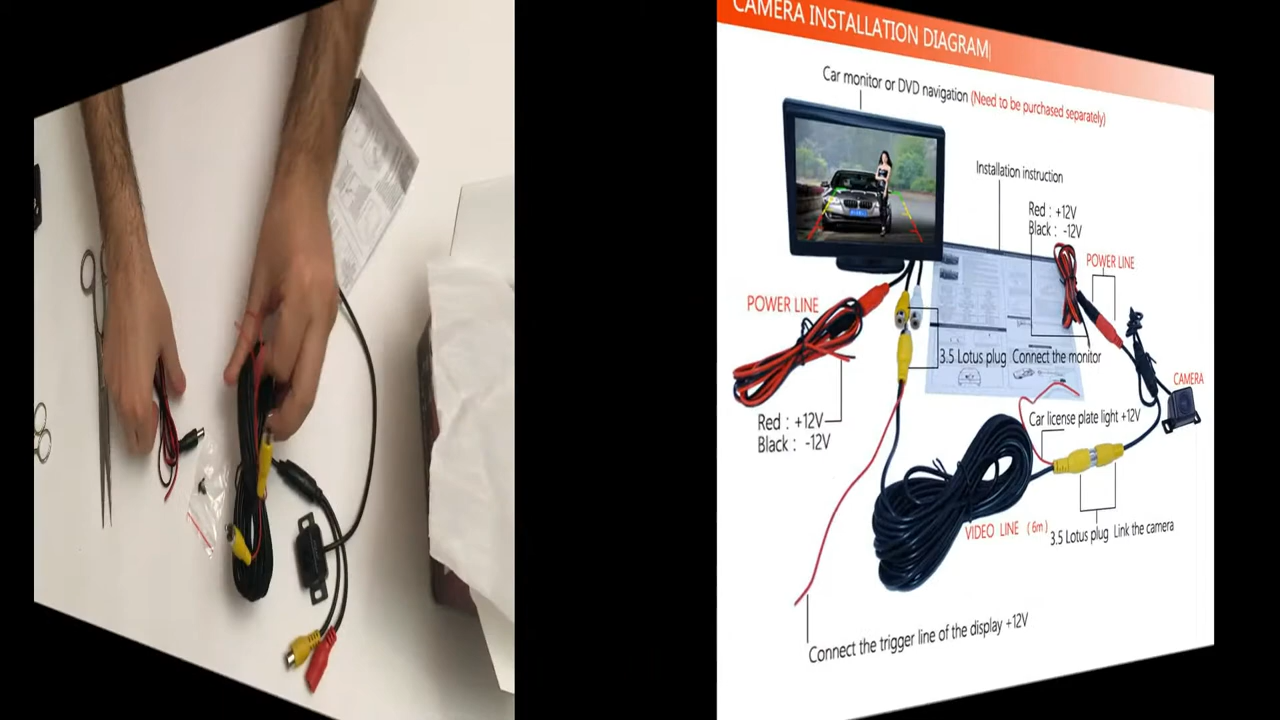 CAMERA INSTALLATION DIAGRAM
Car monitor or DVD navigation (Need to be purchased separately)
Installation instruction
Red : +12V
Black : -12V
POWER LINE
POWER LINE
3.5 Lotus plug Connect the monitor
CAMERA
Red : +12V
Black : -12V
Car license plate light +12V
VIDEO LINE ( 6m )
3.5 Lotus plug Link the camera
Connect the trigger line of the display +12V